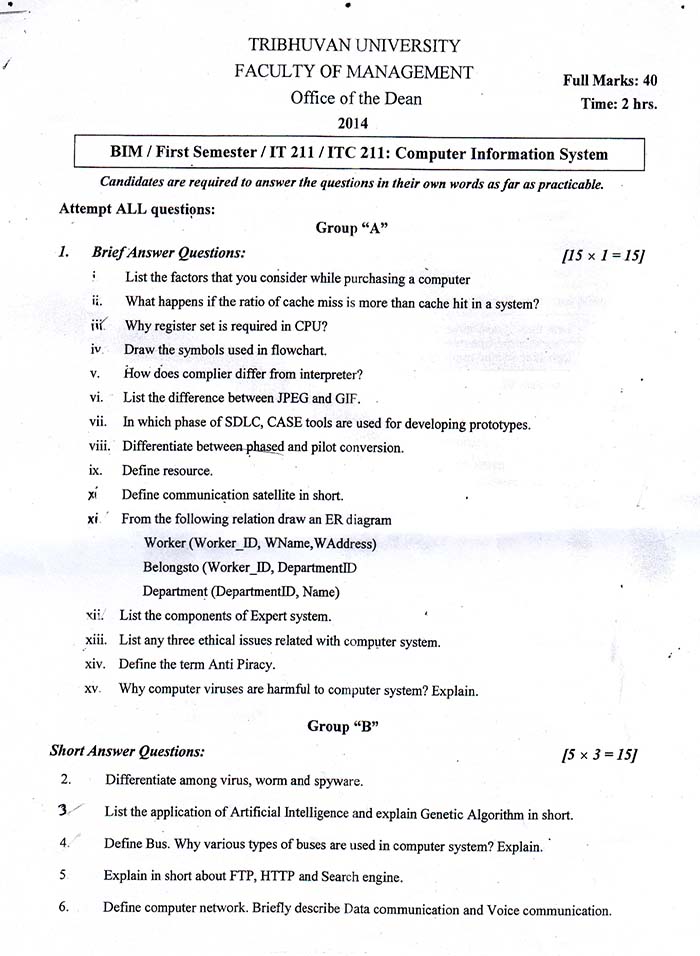 TRIBHUVAN UNIVERSITY
FACULTY OF MANAGEMENT
Office of the Dean
2014
Full Marks: 40
Time: 2 hrs.
BIM / First Semester / IT 211 / ITC 211: Computer Information System
Candidates are required to answer the questions in their own words as far as practicable.
Attempt ALL questions:
Group “A”
1. Brief Answer Questions: [15 × 1 = 15]
i List the factors that you consider while purchasing a computer
ii. What happens if the ratio of cache miss is more than cache hit in a system?
iii. Why register set is required in CPU?
iv. Draw the symbols used in flowchart.
v. How does complier differ from interpreter?
vi. List the difference between JPEG and GIF.
vii. In which phase of SDLC, CASE tools are used for developing prototypes.
viii. Differentiate between phased and pilot conversion.
ix. Define resource.
xi Define communication satellite in short.
xi. From the following relation draw an ER diagram
Worker (Worker_ID, WName,WAddress)
Belongsto (Worker_ID, DepartmentID
Department (DepartmentID, Name)
xii. List the components of Expert system.
xiii. List any three ethical issues related with computer system.
xiv. Define the term Anti Piracy.
xv. Why computer viruses are harmful to computer system? Explain.
Group “B”
Short Answer Questions: [5 × 3 = 15]
2. Differentiate among virus, worm and spyware.
3 List the application of Artificial Intelligence and explain Genetic Algorithm in short.
4. Define Bus. Why various types of buses are used in computer system? Explain.
5 Explain in short about FTP, HTTP and Search engine.
6. Define computer network. Briefly describe Data communication and Voice communication.